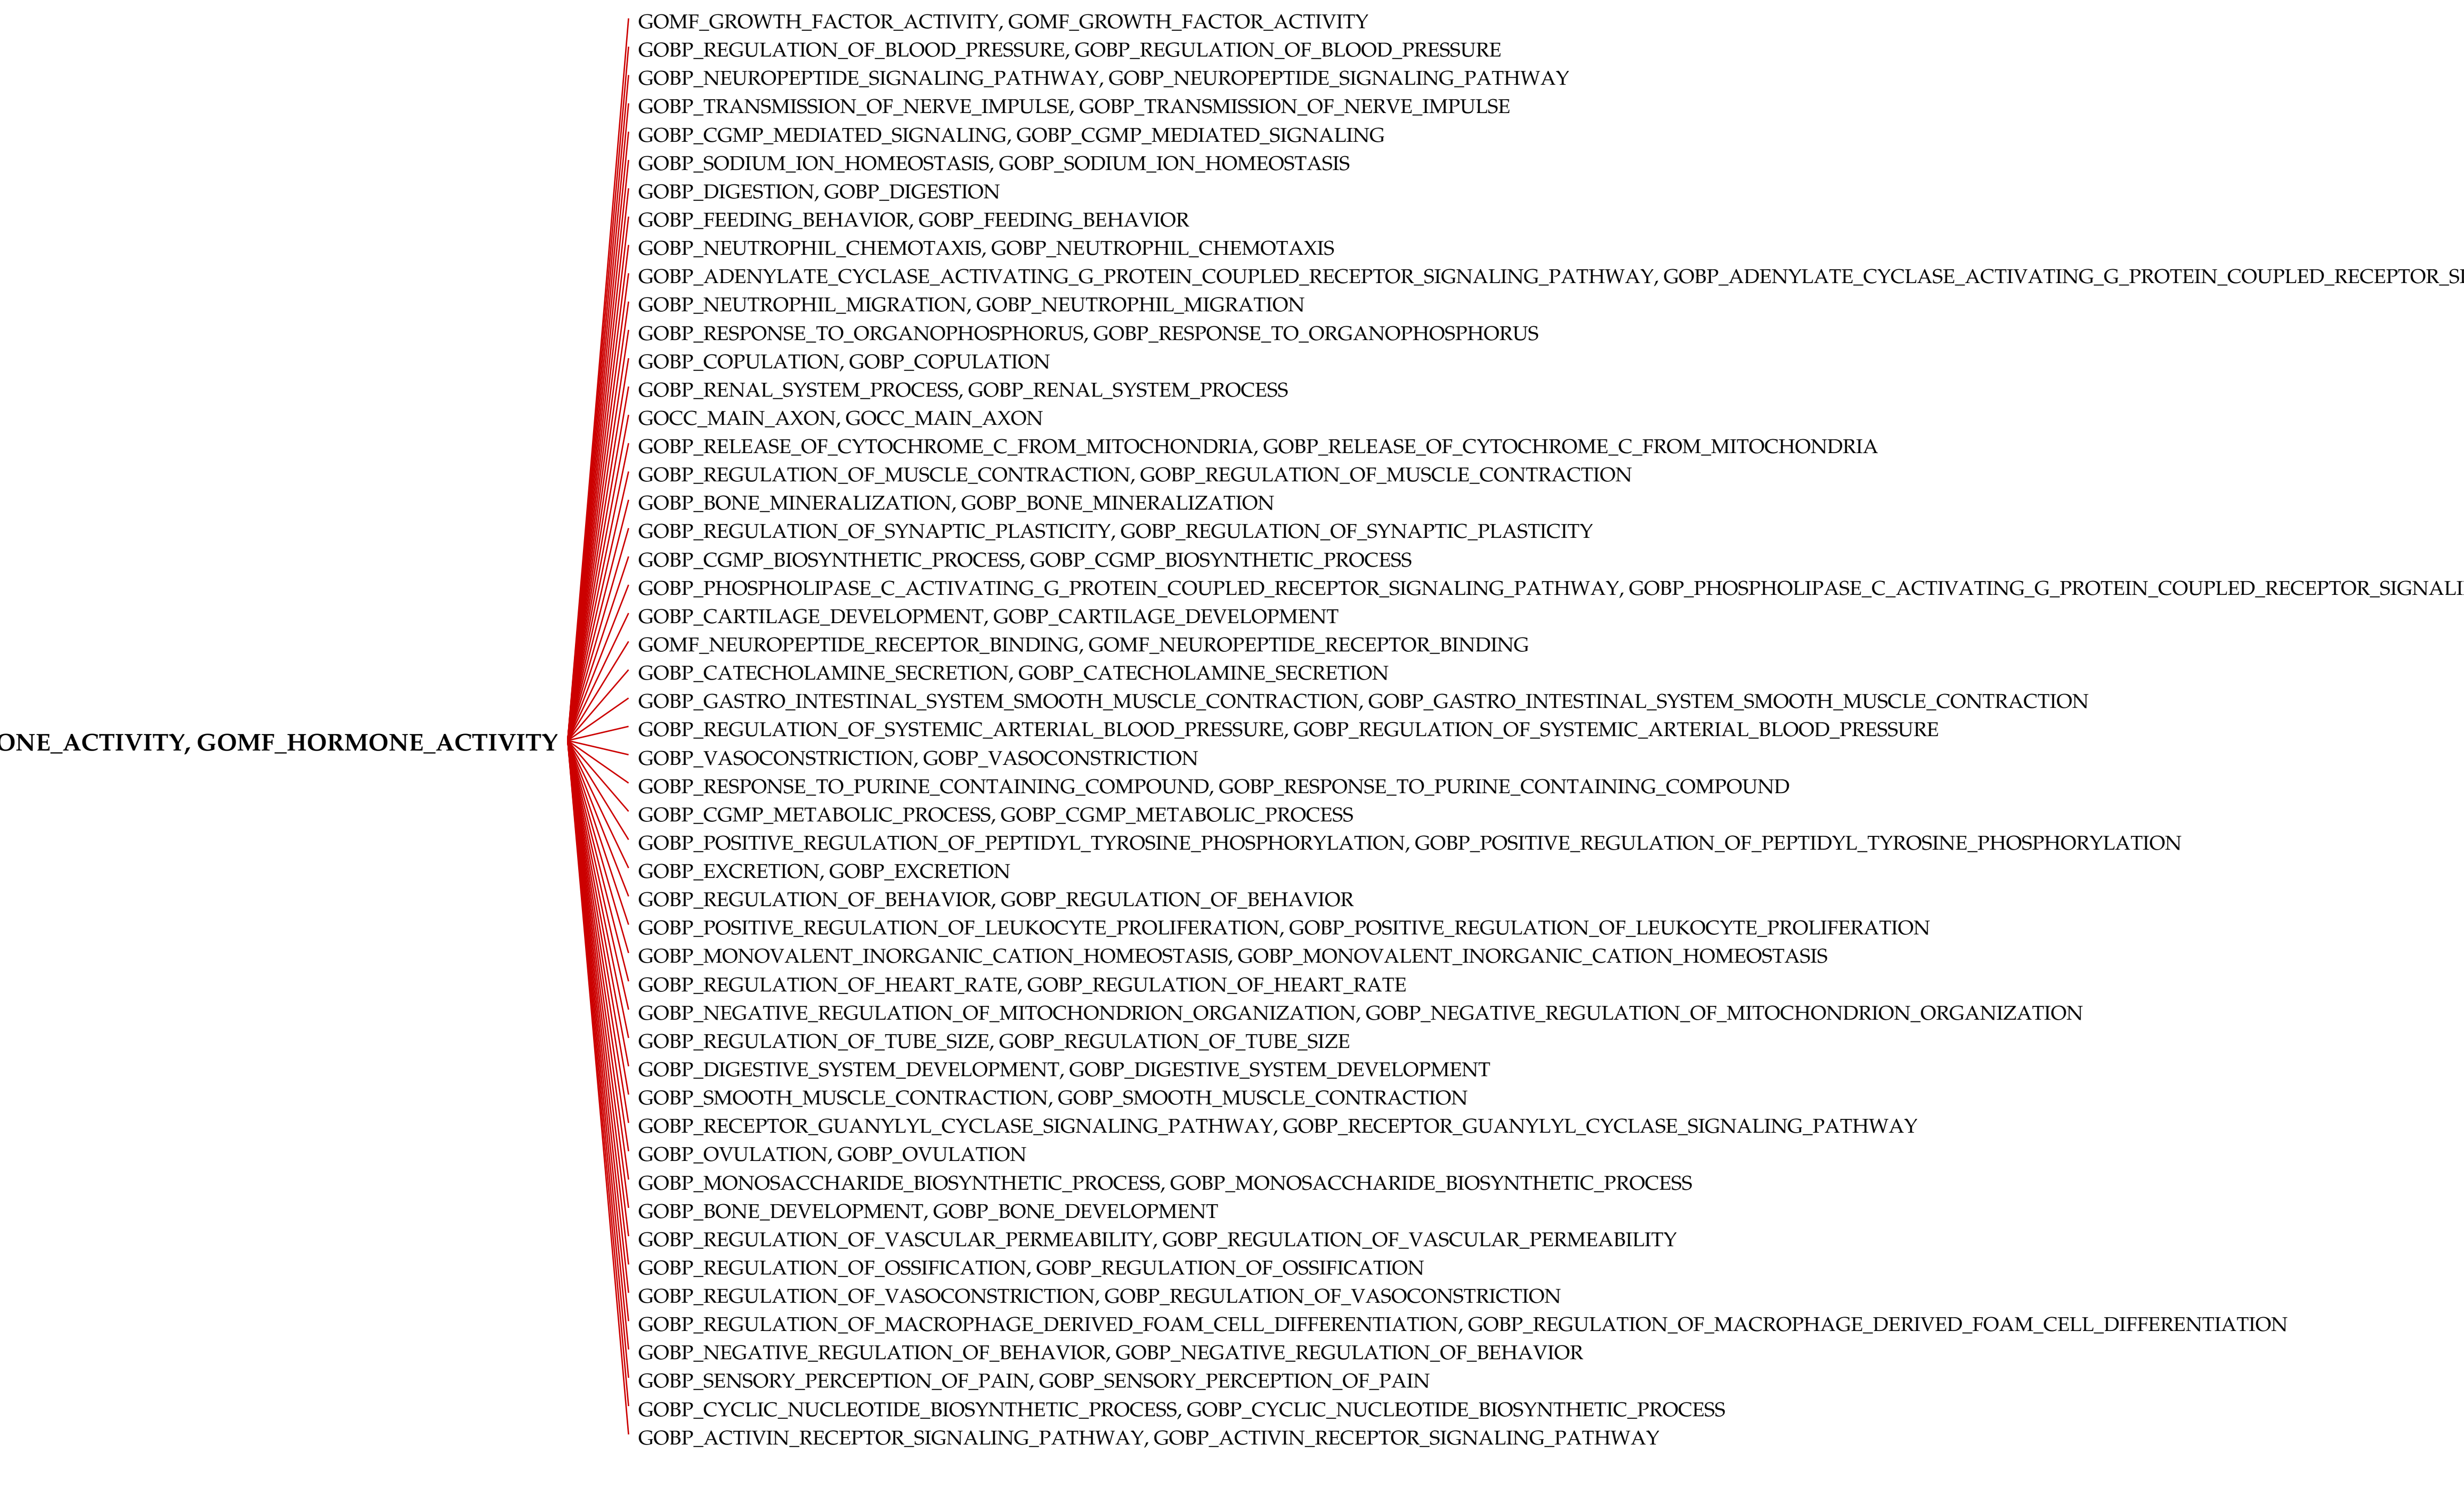 GOMF_GROWTH_FACTOR_ACTIVITY, GOMF_GROWTH_FACTOR_ACTIVITY
GOBP_REGULATION_OF_BLOOD_PRESSURE, GOBP_REGULATION_OF_BLOOD_PRESSURE
GOBP_NEUROPEPTIDE_SIGNALING_PATHWAY, GOBP_NEUROPEPTIDE_SIGNALING_PATHWAY
GOBP_TRANSMISSION_OF_NERVE_IMPULSE, GOBP_TRANSMISSION_OF_NERVE_IMPULSE
GOBP_CGMP_MEDIATED_SIGNALING, GOBP_CGMP_MEDIATED_SIGNALING
GOBP_SODIUM_ION_HOMEOSTASIS, GOBP_SODIUM_ION_HOMEOSTASIS
GOBP_DIGESTION, GOBP_DIGESTION
GOBP_FEEDING_BEHAVIOR, GOBP_FEEDING_BEHAVIOR
GOBP_NEUTROPHIL_CHEMOTAXIS, GOBP_NEUTROPHIL_CHEMOTAXIS
GOBP_ADENYLATE_CYCLASE_ACTIVATING_G_PROTEIN_COUPLED_RECEPTOR_SIGNALING_PATHWAY, GOBP_ADENYLATE_CYCLASE_ACTIVATING_G_PROTEIN_COUPLED_RECEPTOR_SI
GOBP_NEUTROPHIL_MIGRATION, GOBP_NEUTROPHIL_MIGRATION
GOBP_RESPONSE_TO_ORGANOPHOSPHORUS, GOBP_RESPONSE_TO_ORGANOPHOSPHORUS
GOBP_COPULATION, GOBP_COPULATION
GOBP_RENAL_SYSTEM_PROCESS, GOBP_RENAL_SYSTEM_PROCESS
GOCC_MAIN_AXON, GOCC_MAIN_AXON
GOBP_RELEASE_OF_CYTOCHROME_C_FROM_MITOCHONDRIA, GOBP_RELEASE_OF_CYTOCHROME_C_FROM_MITOCHONDRIA
GOBP_REGULATION_OF_MUSCLE_CONTRACTION, GOBP_REGULATION_OF_MUSCLE_CONTRACTION
GOBP_BONE_MINERALIZATION, GOBP_BONE_MINERALIZATION
GOBP_REGULATION_OF_SYNAPTIC_PLASTICITY, GOBP_REGULATION_OF_SYNAPTIC_PLASTICITY
GOBP_CGMP_BIOSYNTHETIC_PROCESS, GOBP_CGMP_BIOSYNTHETIC_PROCESS
GOBP_PHOSPHOLIPASE_C_ACTIVATING_G_PROTEIN_COUPLED_RECEPTOR_SIGNALING_PATHWAY, GOBP_PHOSPHOLIPASE_C_ACTIVATING_G_PROTEIN_COUPLED_RECEPTOR_SIGNALI
GOBP_CARTILAGE_DEVELOPMENT, GOBP_CARTILAGE_DEVELOPMENT
GOMF_NEUROPEPTIDE_RECEPTOR_BINDING, GOMF_NEUROPEPTIDE_RECEPTOR_BINDING
GOBP_CATECHOLAMINE_SECRETION, GOBP_CATECHOLAMINE_SECRETION
GOBP_GASTRO_INTESTINAL_SYSTEM_SMOOTH_MUSCLE_CONTRACTION, GOBP_GASTRO_INTESTINAL_SYSTEM_SMOOTH_MUSCLE_CONTRACTION
GOBP_REGULATION_OF_SYSTEMIC_ARTERIAL_BLOOD_PRESSURE, GOBP_REGULATION_OF_SYSTEMIC_ARTERIAL_BLOOD_PRESSURE
ONE_ACTIVITY, GOMF_HORMONE_ACTIVITY
GOBP_VASOCONSTRICTION, GOBP_VASOCONSTRICTION
GOBP_RESPONSE_TO_PURINE_CONTAINING_COMPOUND, GOBP_RESPONSE_TO_PURINE_CONTAINING_COMPOUND
GOBP_CGMP_METABOLIC_PROCESS, GOBP_CGMP_METABOLIC_PROCESS
GOBP_POSITIVE_REGULATION_OF_PEPTIDYL_TYROSINE_PHOSPHORYLATION, GOBP_POSITIVE_REGULATION_OF_PEPTIDYL_TYROSINE_PHOSPHORYLATION
GOBP_EXCRETION, GOBP_EXCRETION
GOBP_REGULATION_OF_BEHAVIOR, GOBP_REGULATION_OF_BEHAVIOR
GOBP_POSITIVE_REGULATION_OF_LEUKOCYTE_PROLIFERATION, GOBP_POSITIVE_REGULATION_OF_LEUKOCYTE_PROLIFERATION
GOBP_MONOVALENT_INORGANIC_CATION_HOMEOSTASIS, GOBP_MONOVALENT_INORGANIC_CATION_HOMEOSTASIS
GOBP_REGULATION_OF_HEART_RATE, GOBP_REGULATION_OF_HEART_RATE
GOBP_NEGATIVE_REGULATION_OF_MITOCHONDRION_ORGANIZATION, GOBP_NEGATIVE_REGULATION_OF_MITOCHONDRION_ORGANIZATION
GOBP_REGULATION_OF_TUBE_SIZE, GOBP_REGULATION_OF_TUBE_SIZE
GOBP_DIGESTIVE_SYSTEM_DEVELOPMENT, GOBP_DIGESTIVE_SYSTEM_DEVELOPMENT
GOBP_SMOOTH_MUSCLE_CONTRACTION, GOBP_SMOOTH_MUSCLE_CONTRACTION
GOBP_RECEPTOR_GUANYLYL_CYCLASE_SIGNALING_PATHWAY, GOBP_RECEPTOR_GUANYLYL_CYCLASE_SIGNALING_PATHWAY
GOBP_OVULATION, GOBP_OVULATION
GOBP_MONOSACCHARIDE_BIOSYNTHETIC_PROCESS, GOBP_MONOSACCHARIDE_BIOSYNTHETIC_PROCESS
GOBP_BONE_DEVELOPMENT, GOBP_BONE_DEVELOPMENT
GOBP_REGULATION_OF_VASCULAR_PERMEABILITY, GOBP_REGULATION_OF_VASCULAR_PERMEABILITY
GOBP_REGULATION_OF_OSSIFICATION, GOBP_REGULATION_OF_OSSIFICATION
GOBP_REGULATION_OF_VASOCONSTRICTION, GOBP_REGULATION_OF_VASOCONSTRICTION
GOBP_REGULATION_OF_MACROPHAGE_DERIVED_FOAM_CELL_DIFFERENTIATION, GOBP_REGULATION_OF_MACROPHAGE_DERIVED_FOAM_CELL_DIFFERENTIATION
GOBP_NEGATIVE_REGULATION_OF_BEHAVIOR, GOBP_NEGATIVE_REGULATION_OF_BEHAVIOR
GOBP_SENSORY_PERCEPTION_OF_PAIN, GOBP_SENSORY_PERCEPTION_OF_PAIN
GOBP_CYCLIC_NUCLEOTIDE_BIOSYNTHETIC_PROCESS, GOBP_CYCLIC_NUCLEOTIDE_BIOSYNTHETIC_PROCESS
GOBP_ACTIVIN_RECEPTOR_SIGNALING_PATHWAY, GOBP_ACTIVIN_RECEPTOR_SIGNALING_PATHWAY